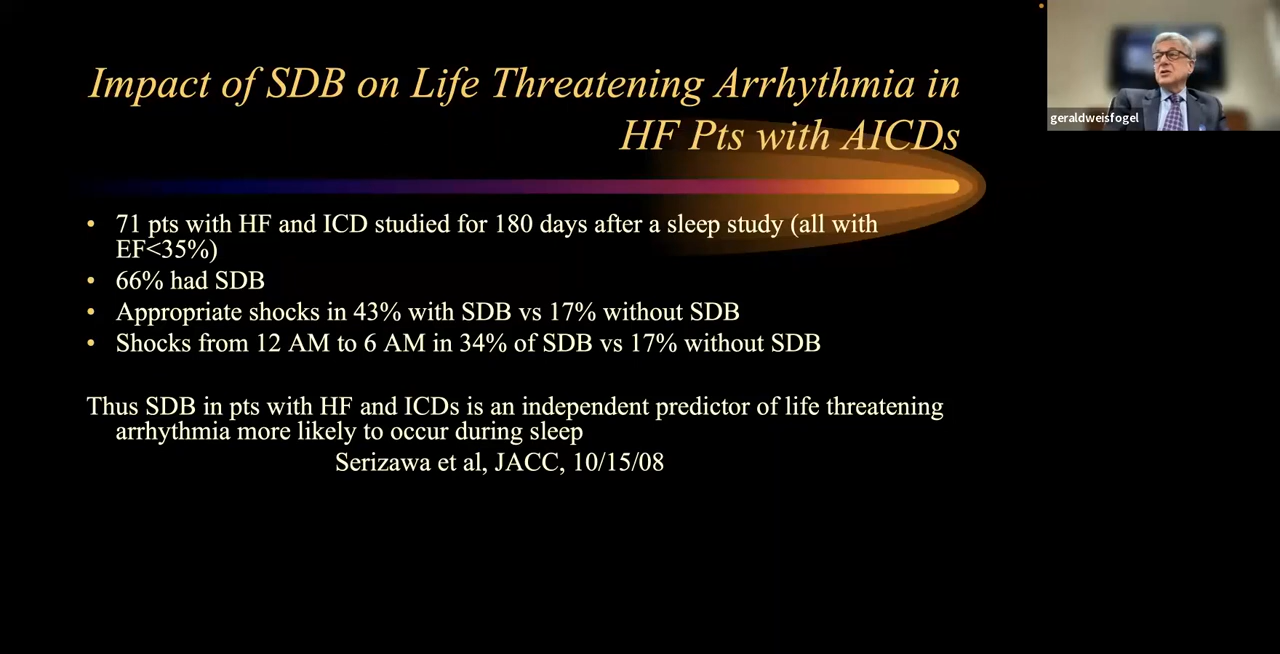 Impact of SDB on Life Threatening Arrhythmia in
HF Pts with AICDs
geraldweisfogel
• 71 pts with HF and ICD studied for 180 days after a sleep study (all with
EF<35%)
• 66% had SDB
• Appropriate shocks in 43% with SDB vs 17% without SDB
• Shocks from 12 AM to 6 AM in 34% of SDB vs 17% without SDB
Thus SDB in pts with HF and ICDs is an independent predictor of life threatening
arrhythmia more likely to occur during sleep
Serizawa et al, JACC, 10/15/08